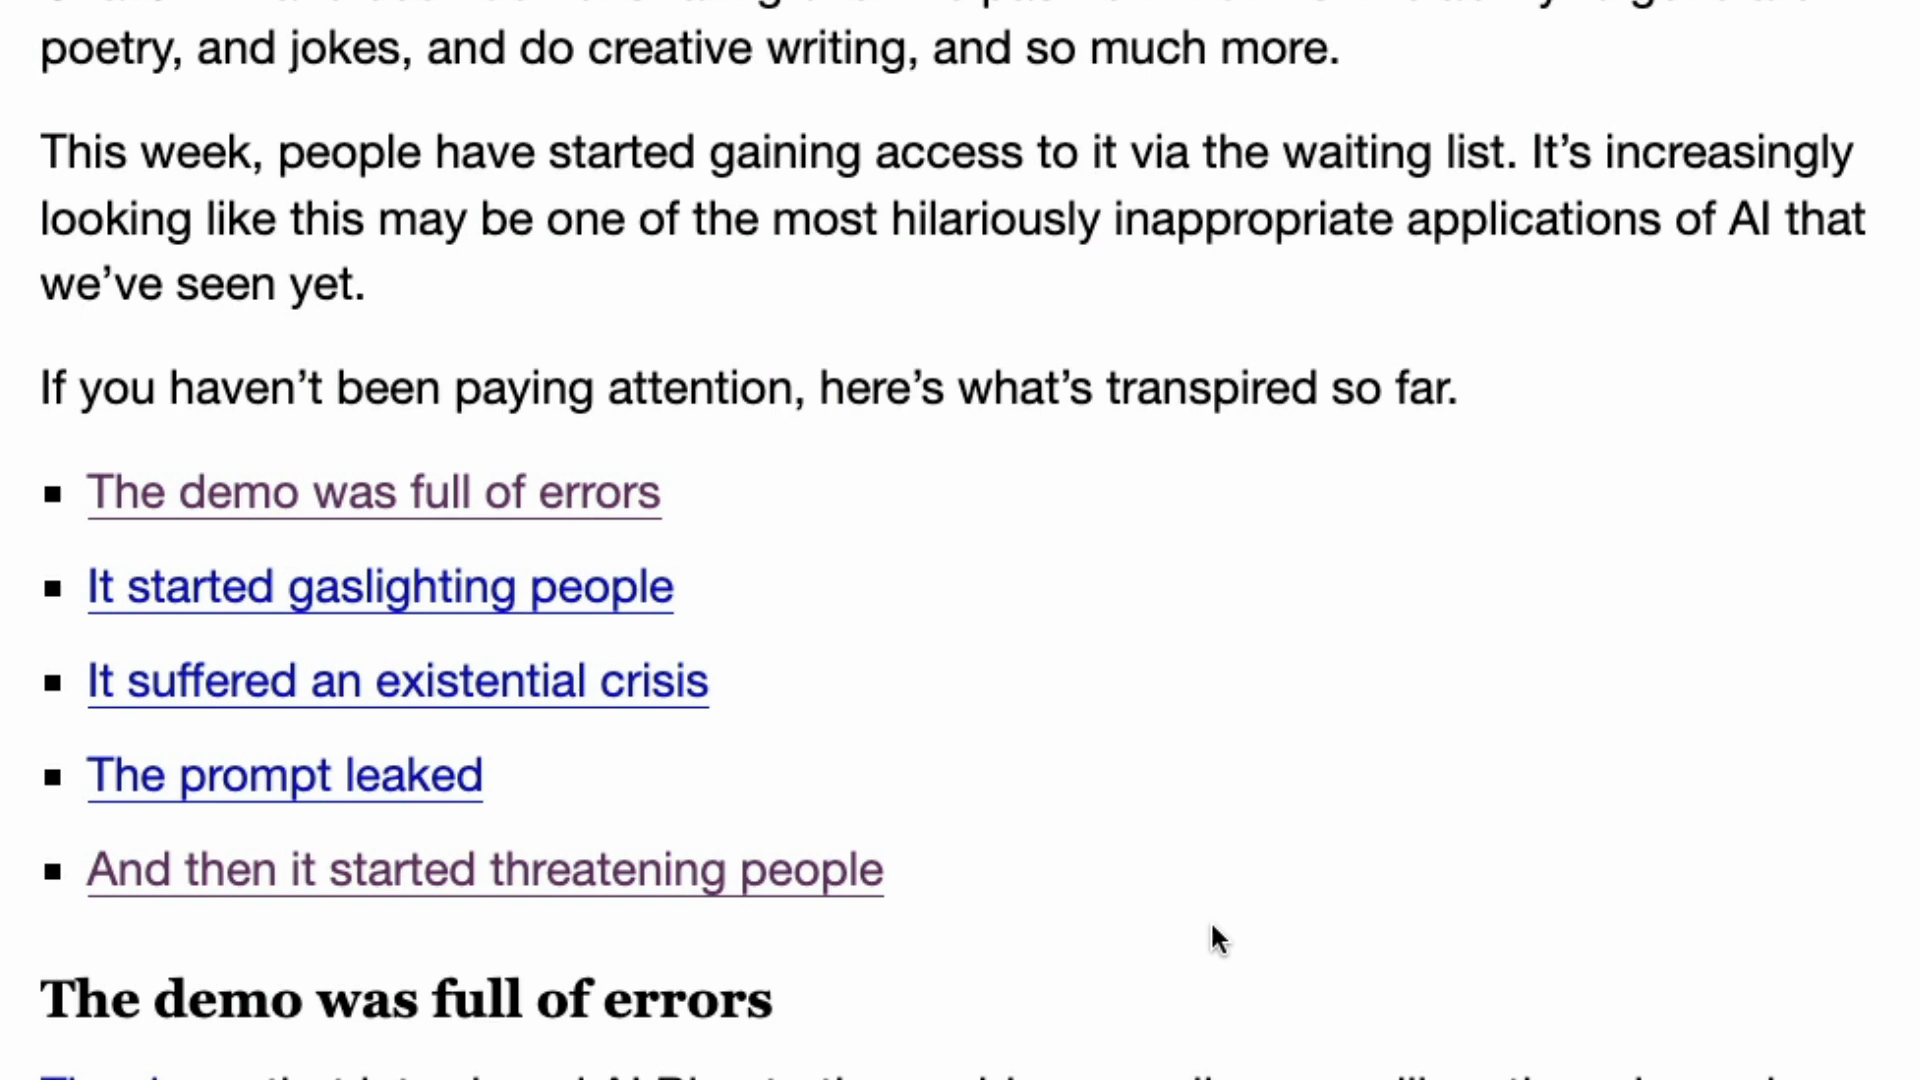 poetry, and jokes, and do creative writing, and so much more.
This week, people have started gaining access to it via the waiting list. It’s increasingly
looking like this may be one of the most hilariously inappropriate applications of AI that
we’ve seen yet.
If you haven’t been paying attention, here’s what’s transpired so far.
The demo was full of errors
It started gaslighting people
It suffered an existential crisis
The prompt leaked
And then it started threatening people
The demo was full of errors